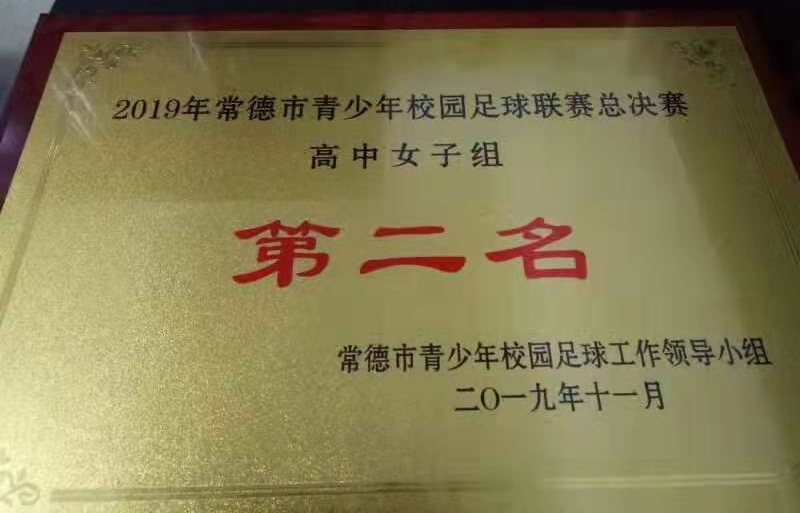 2019年常德市青少年校园足球联赛总决赛
高中女子组
第二名
常德市青少年校园足球工作领导小组
二〇一九年十一月